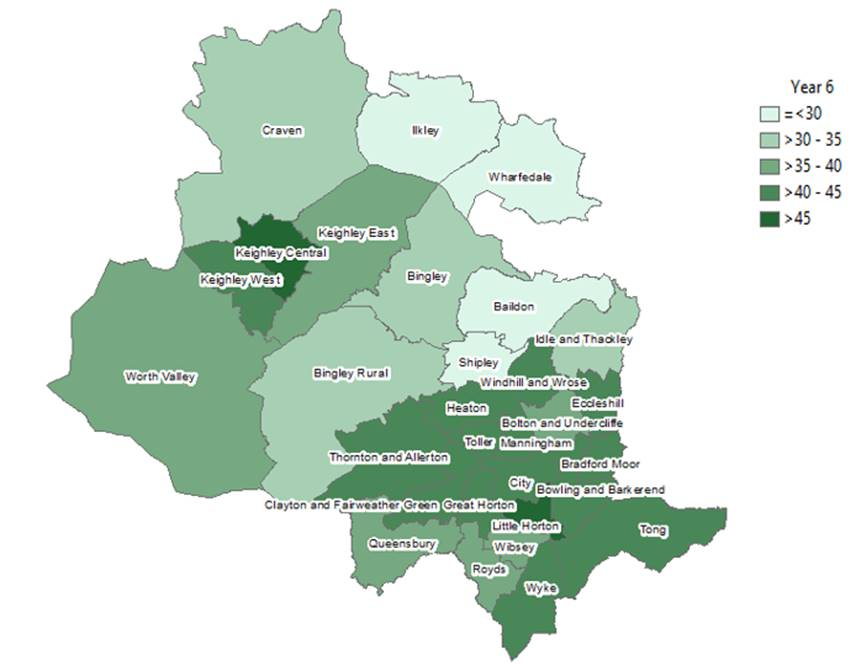 Year 6
=<30
>30 - 35
>35 - 40
>40 - 45
>45
Craven
Ilkley
Wharfedale
Keighley East
Keighley Central
Keighley West
Bingley
Baildon
Idle and Thackley
Shipley
Worth Valley
Bingley Rural
Windhill and Wrose
Heaton
Eccleshill
Bolton and Undercliffe
Toller
Manningham
Thornton and Allerton
Bradford Moor
City
Bowling and Barkerend
Clayton and Fairweather Green
Great Horton
Little Horton
Tong
Queensbury
Wibsey
Royds
Wyke